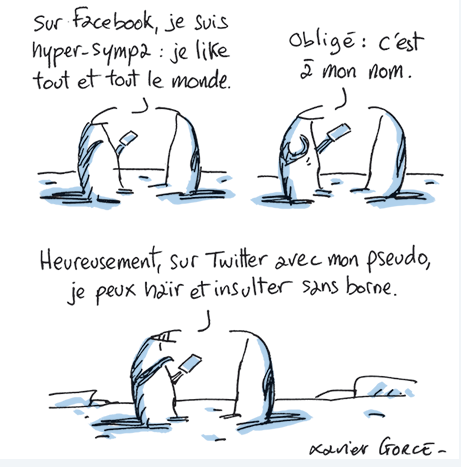 Sur Facebook, je suis
hyper-sympa : je like
tout et tout le monde.
Obligé : c'est
à mon nom.
Heureusement, sur Twitter avec mon pseudo,
je peux haïr et insulter sans borne.
Xavier GORCE-